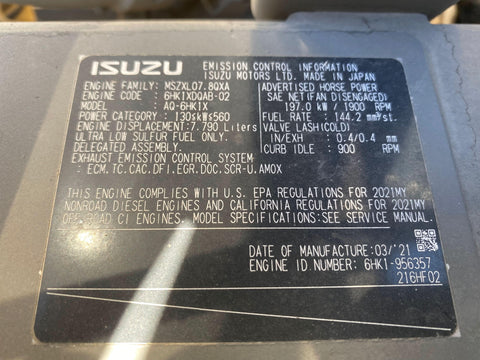 ISUZU
EMISSION CONTROL INFORMATION
ISUZU MOTORS LTD. MADE IN JAPAN
ENGINE FAMILY: MSZXL07.8QXA
ENGINE CODE : 6HK1XDQAB-02
MODEL : AQ-6HK1X
POWER CATEGORY : 130≤kW≤560
ENGINE DISPLACEMENT:7.790 Liters
ULTRA LOW SULFUR FUEL ONLY.
DELEGATED ASSEMBLY.
EXHAUST EMISSION CONTROL SYSTEM
: ECM.TC.CAC.DFI.EGR.DOC.SCR-U.AMOX
ADVERTISED HORSE POWER
SAE NET(FAN DISENGAGED)
197.0 kW / 1900 RPM
FUEL RATE : 144.2 mm³/st
VALVE LASH(COLD)
IN/EXH : 0.4/0.4 mm
CURB IDLE : 900 RPM
THIS ENGINE COMPLIES WITH U.S. EPA REGULATIONS FOR 2021MY
NONROAD DIESEL ENGINES AND CALIFORNIA REGULATIONS FOR 2021MY
OFF-ROAD CI ENGINES. MODEL SPECIFICATIONS:SEE SERVICE MANUAL.
DATE OF MANUFACTURE:03/'21
ENGINE ID NUMBER: 6HK1-956357
216HF02